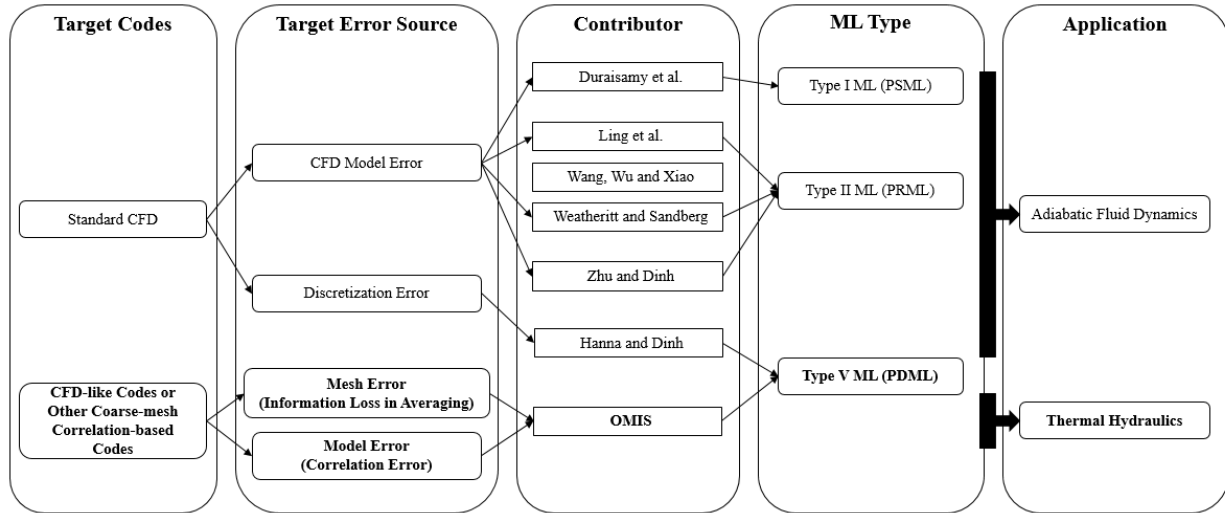 Target Codes
Target Error Source
Contributor
ML Type
Application
Standard CFD
CFD-like Codes or
Other Coarse-mesh
Correlation-based
Codes
CFD Model Error
Discretization Error
Mesh Error
(Information Loss in Averaging)
Model Error
(Correlation Error)
Duraisamy et al.
Ling et al.
Wang, Wu and Xiao
Weatheritt and Sandberg
Zhu and Dinh
Hanna and Dinh
OMIS
Type I ML (PSML)
Type II ML (PRML)
Type V ML (PDML)
Adiabatic Fluid Dynamics
Thermal Hydraulics